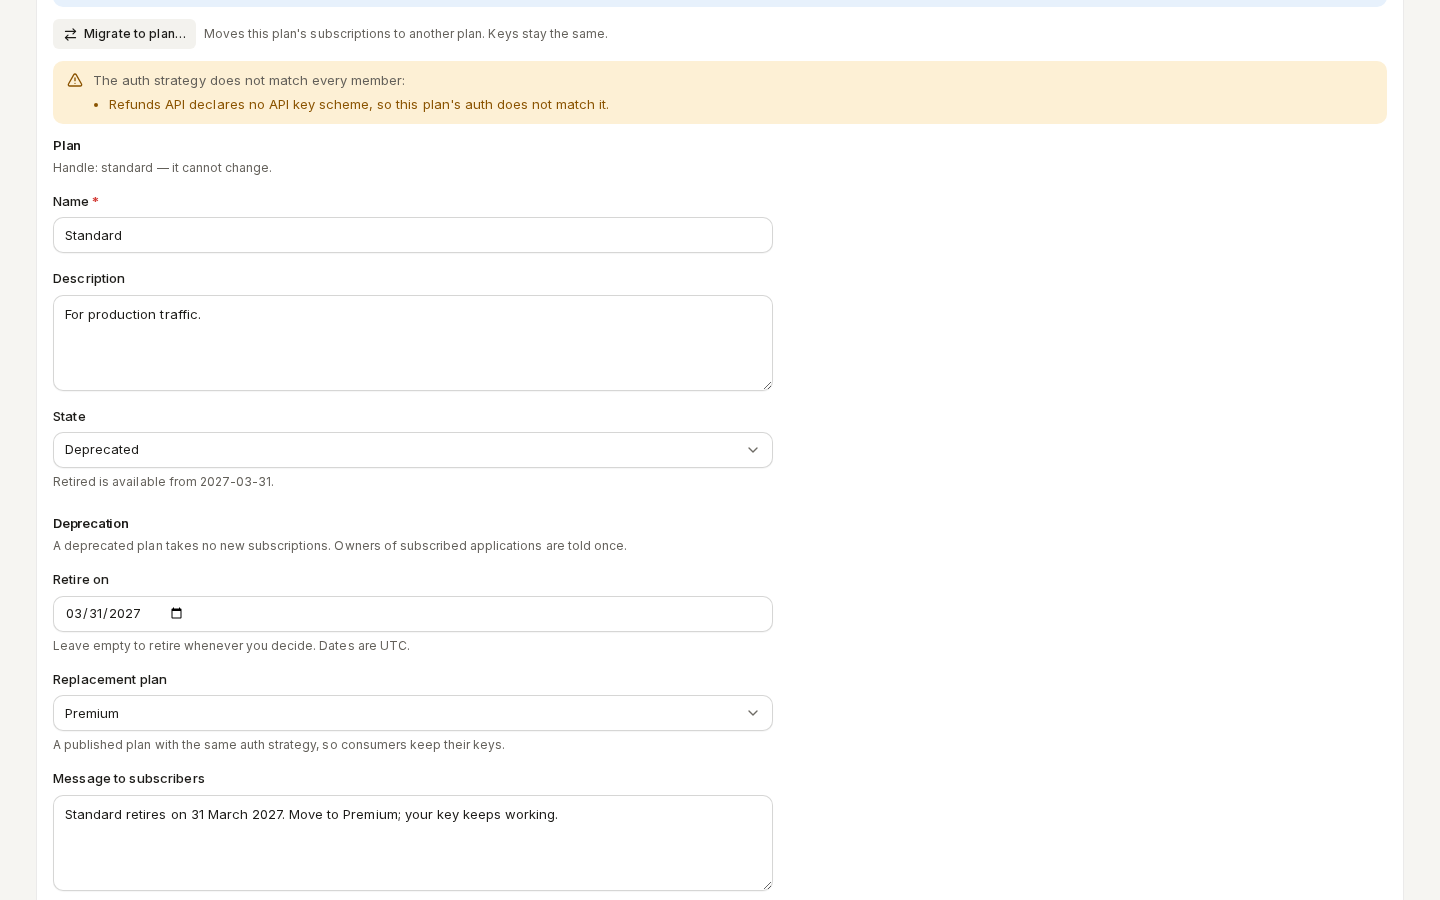 Migrate to plan... Moves this plan's subscriptions to another plan. Keys stay the same.
The auth strategy does not match every member:
• Refunds API declares no API key scheme, so this plan's auth does not match it.
Plan
Handle: standard — it cannot change.
Name *
Standard
Description
For production traffic.
State
Deprecated
Retired is available from 2027-03-31.
Deprecation
A deprecated plan takes no new subscriptions. Owners of subscribed applications are told once.
Retire on
03/31/2027
Leave empty to retire whenever you decide. Dates are UTC.
Replacement plan
Premium
A published plan with the same auth strategy, so consumers keep their keys.
Message to subscribers
Standard retires on 31 March 2027. Move to Premium; your key keeps working.